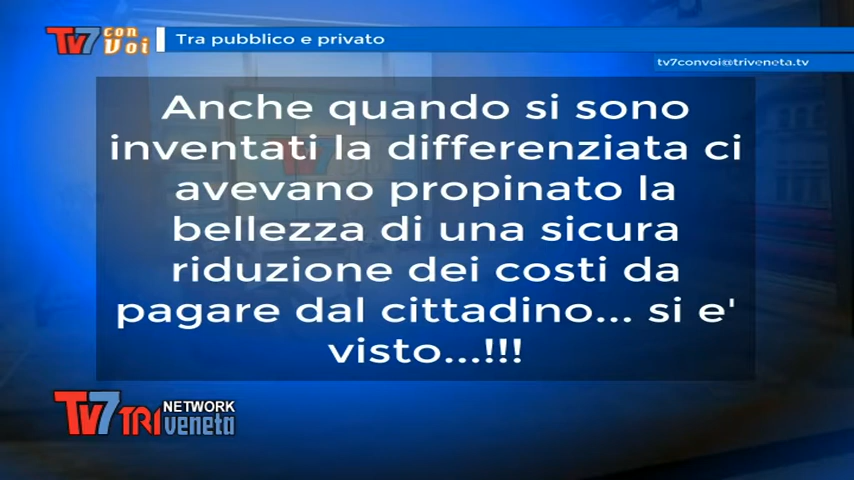 Tv7 con Voi
Tra pubblico e privato
tv7convoi@triveneta.tv
Anche quando si sono
inventati la differenziata ci
avevano propinato la
bellezza di una sicura
riduzione dei costi da
pagare dal cittadino... si e'
visto...!!!
Tv7 TRI NETWORK
veneta